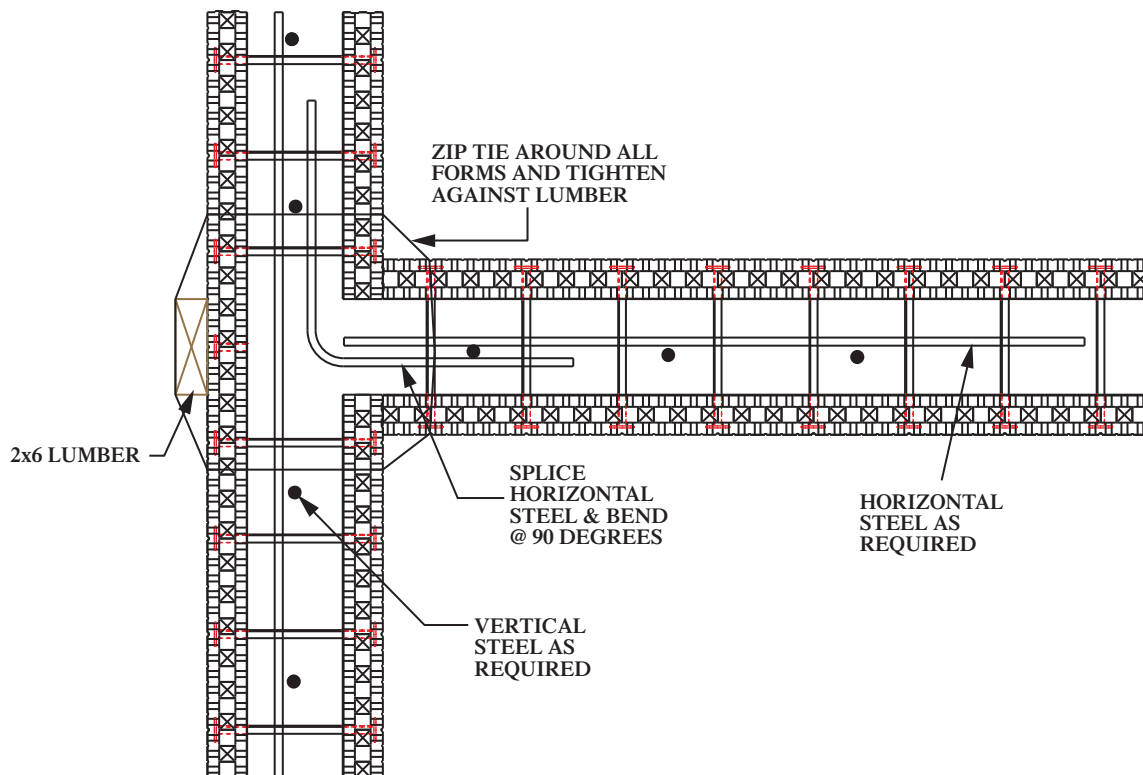 ZIP TIE AROUND ALL
FORMS AND TIGHTEN
AGAINST LUMBER
2x6 LUMBER
SPLICE
HORIZONTAL
STEEL & BEND
@ 90 DEGREES
HORIZONTAL
STEEL AS
REQUIRED
VERTICAL
STEEL AS
REQUIRED